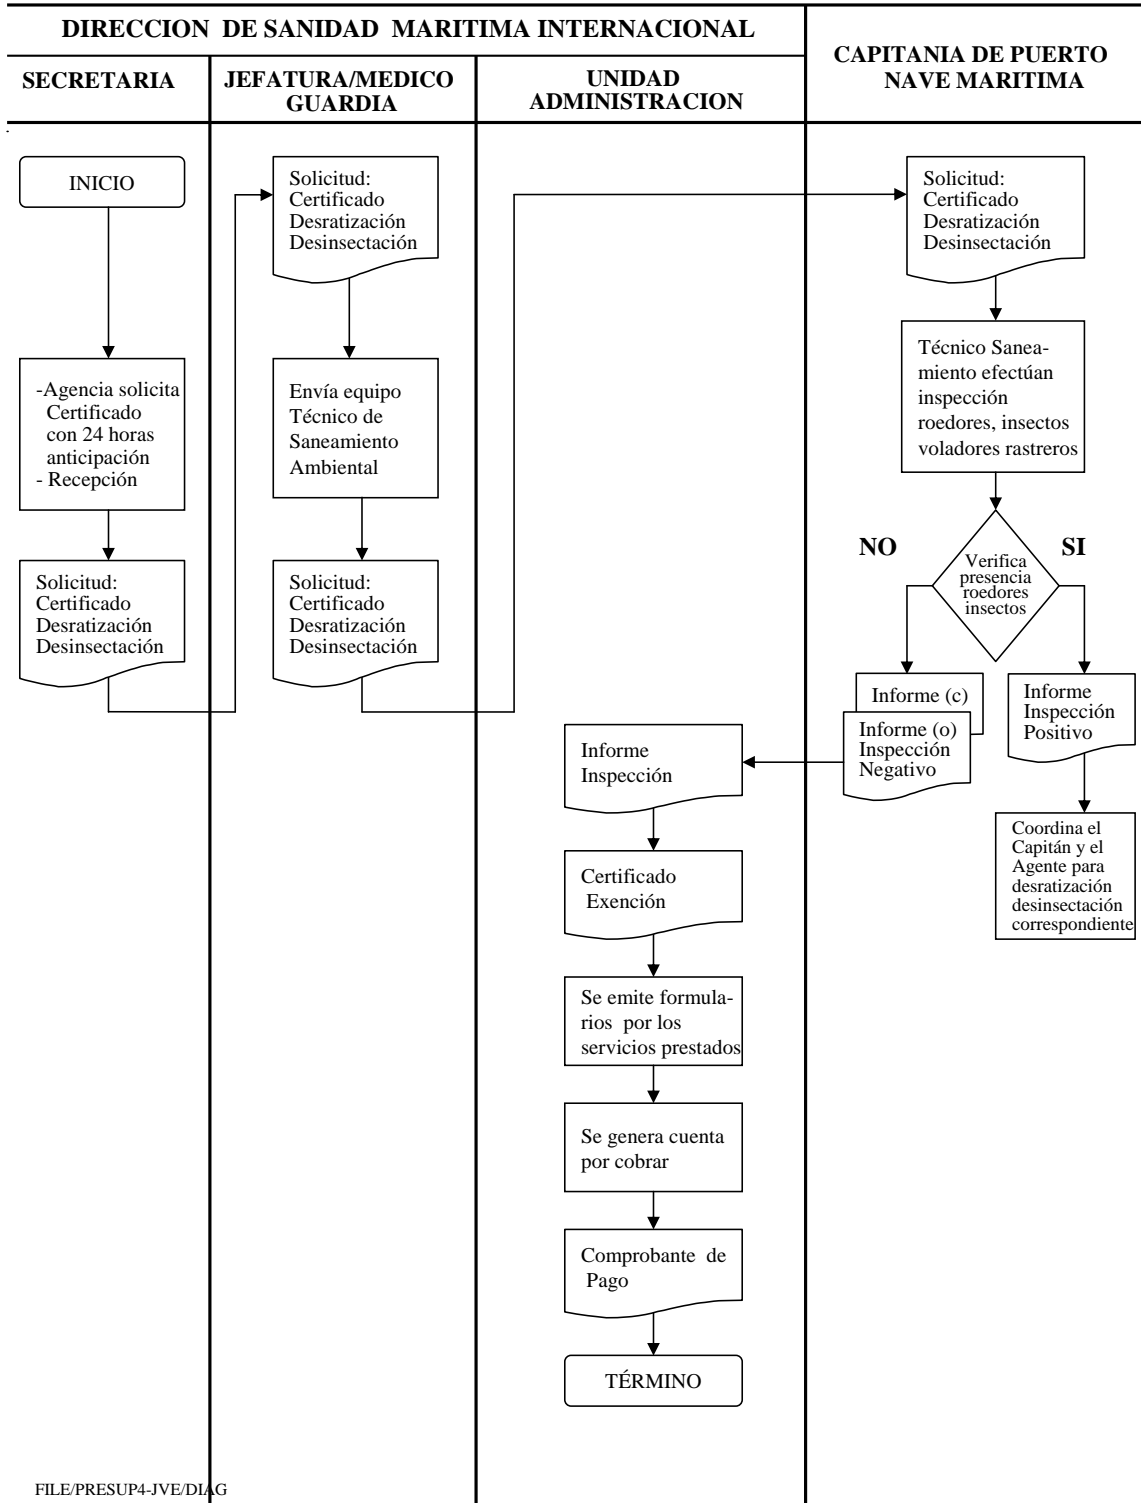 DIRECCION DE SANIDAD MARITIMA INTERNACIONAL
CAPITANIA DE PUERTO
NAVE MARITIMA
SECRETARIA
JEFATURA/MEDICO
GUARDIA
UNIDAD
ADMINISTRACION
INICIO
-Agencia solicita
Certificado
con 24 horas
anticipación
- Recepción
Solicitud:
Certificado
Desratización
Desinsectación
Solicitud:
Certificado
Desratización
Desinsectación
Envía equipo
Técnico de
Saneamiento
Ambiental
Solicitud:
Certificado
Desratización
Desinsectación
Solicitud:
Certificado
Desratización
Desinsectación
Técnico Sanea-
miento efectúan
inspección
roedores, insectos
voladores rastreros
NO
SI
Verifica
presencia
roedores
insectos
Informe (c)
Informe (o)
Inspección
Negativo
Informe
Inspección
Positivo
Coordina el
Capitán y el
Agente para
desratización
desinsectación
correspondiente
Informe
Inspección
Certificado
Exención
Se emite formula-
rios por los
servicios prestados
Se genera cuenta
por cobrar
Comprobante de
Pago
TÉRMINO
FILE/PRESUP4-JVE/DIAG